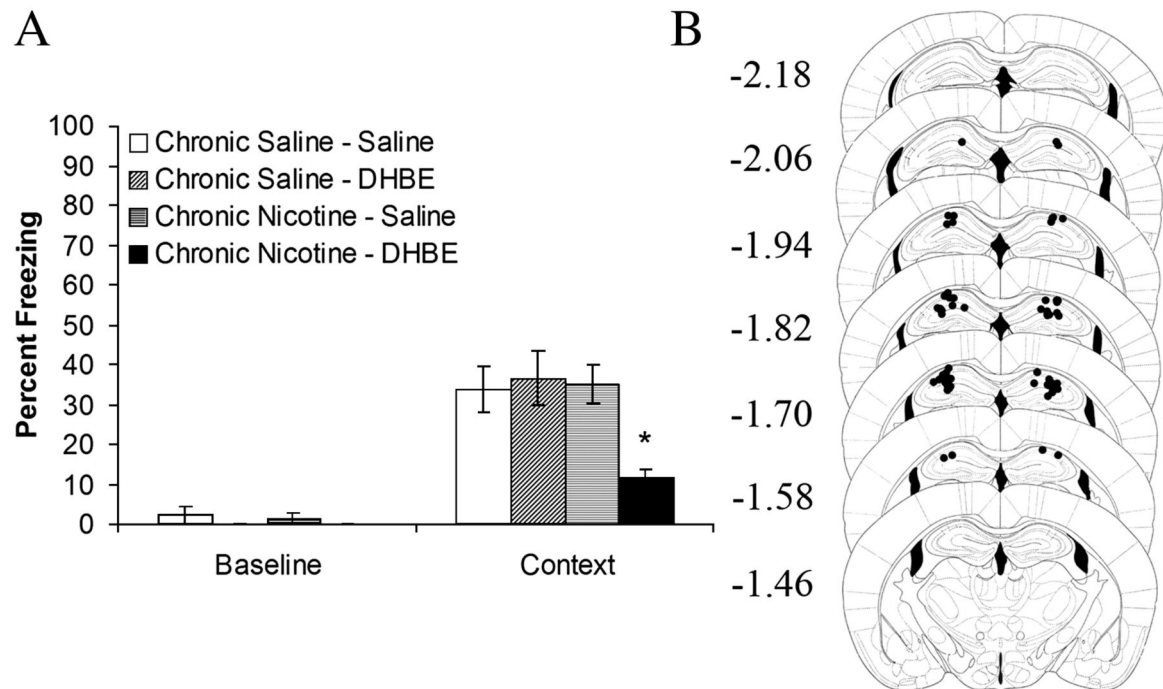 A
Percent Freezing
100
90
80
70
60
50
40
30
20
10
0
Chronic Saline - Saline
Chronic Saline - DHBE
Chronic Nicotine - Saline
Chronic Nicotine - DHBE
*
Baseline
Context
B
-2.18
-2.06
-1.94
-1.82
-1.70
-1.58
-1.46